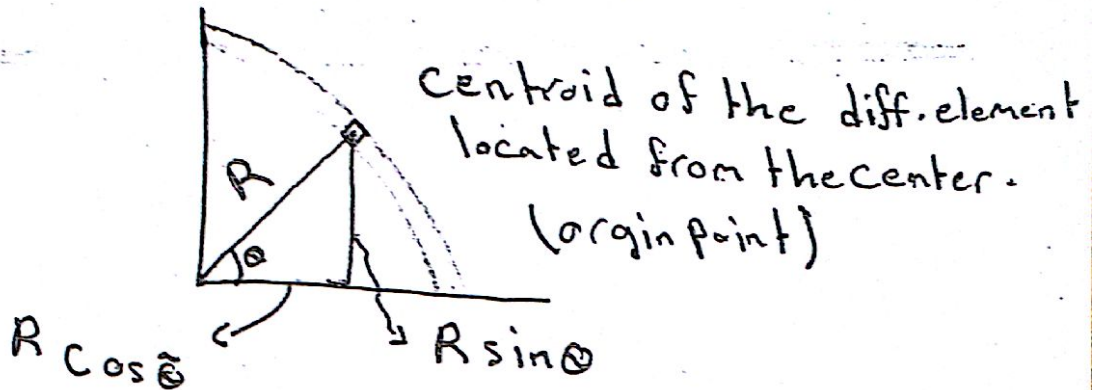 Centroid of the diff. element
located from the center.
(orgin point)
R
θ
R Cos θ
R sin θ